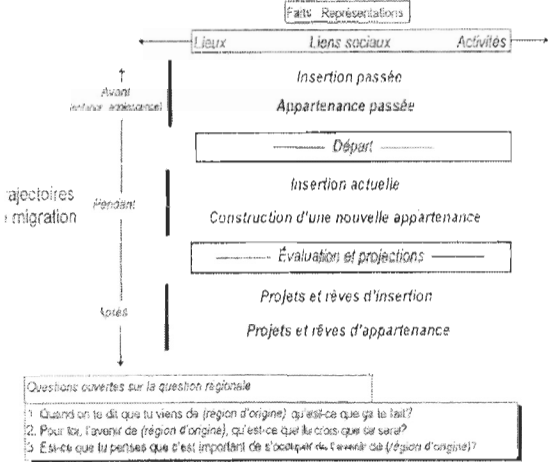 Faits Représentations
Lieux Liens sociaux Activités
Insertion passée
Avant
(enfance, adolescence)
Appartenance passée
Départ
Insertion actuelle
rajectoires
Pendant
migration
Construction d'une nouvelle appartenance
Évaluation et projections
Projets et rêves d'insertion
Après
Projets et rêves d'appartenance
Questions ouvertes sur la question régionale
1. Quand on te dit que tu viens de (région d'origine) qu'est-ce que ça te fait?
2. Pour toi, l'avenir de (région d'origine), qu'est-ce que tu crois que ce sera?
3. Est-ce que tu penses que c'est important de s'occuper de l'avenir de (région d'origine)?